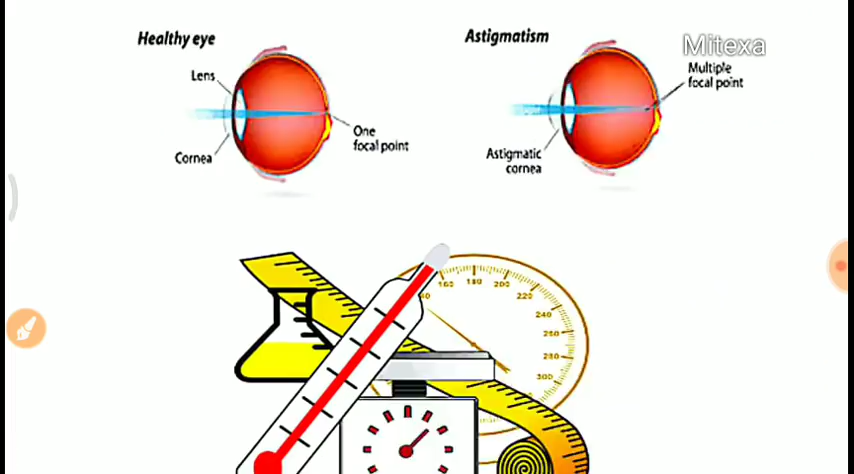 Healthy eye
Lens
Cornea
One
focal point
Astigmatism
Mitexa
Multiple
focal point
Astigmatic
cornea
160
180
200
220
240
260
280
300